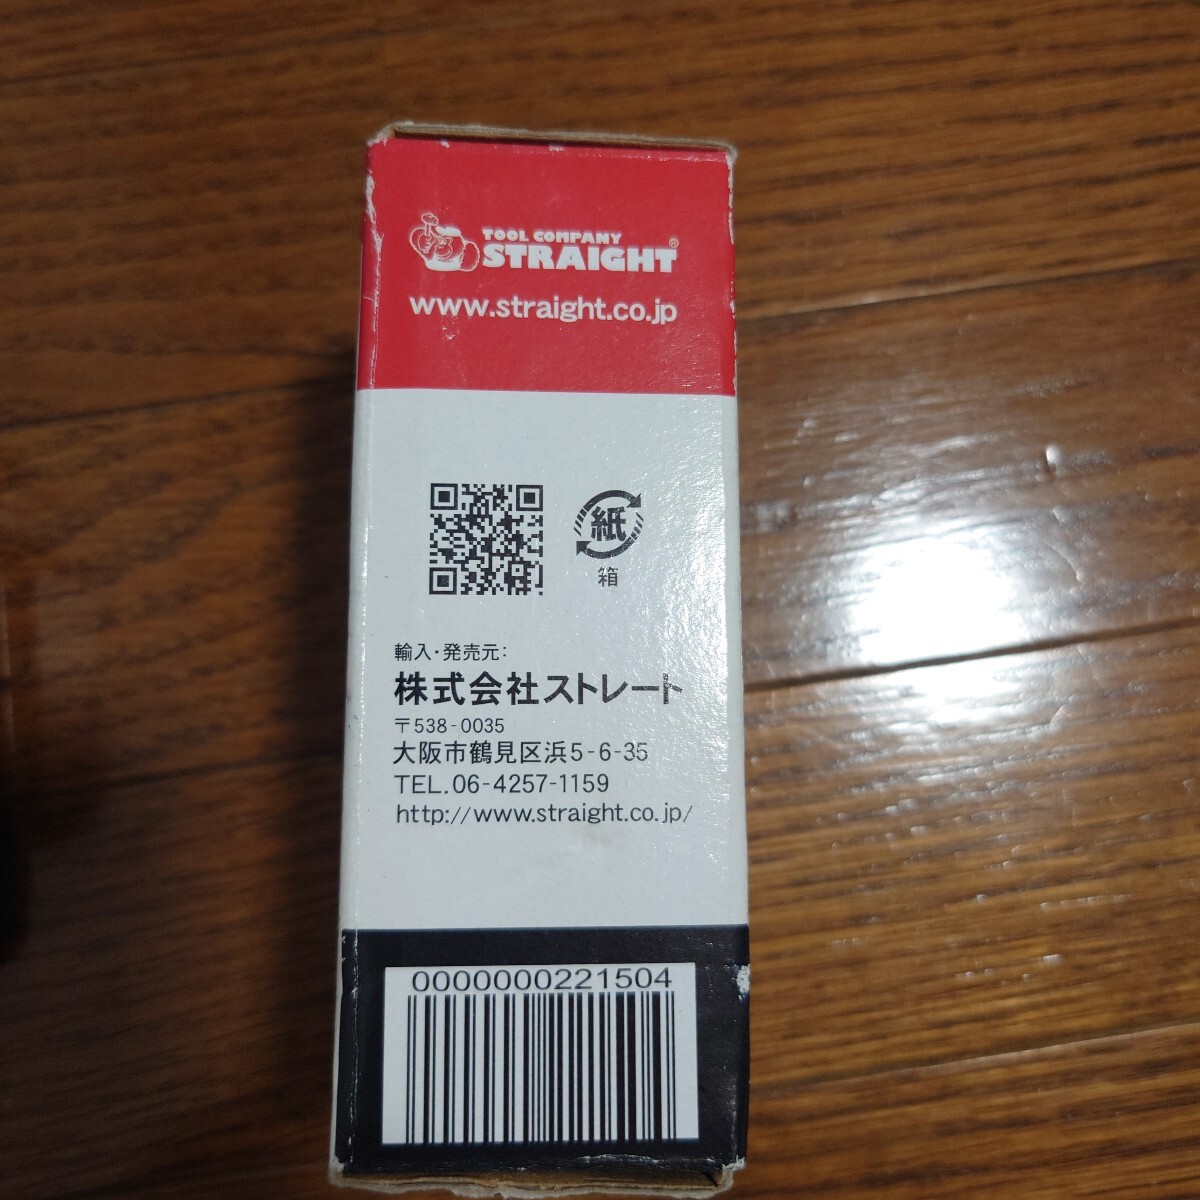 TOOL COMPANY
STRAIGHT®
www.straight.co.jp
紙
箱
輸入・発売元:
株式会社ストレート
〒538-0035
大阪市鶴見区浜5-6-35
TEL.06-4257-1159
http://www.straight.co.jp/
0000000221504